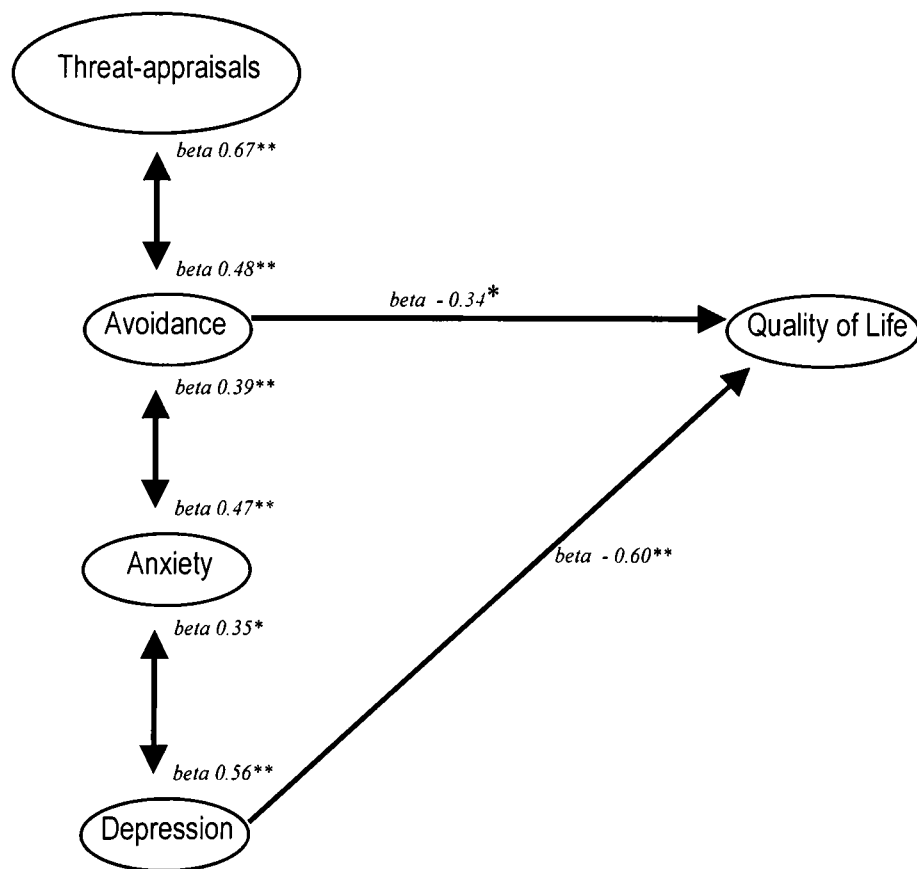 Threat-appraisals
beta 0.67**
beta 0.48**
beta - 0.34*
Avoidance
Quality of Life
beta 0.39**
beta 0.47**
Anxiety
beta - 0.60**
beta 0.35*
beta 0.56**
Depression